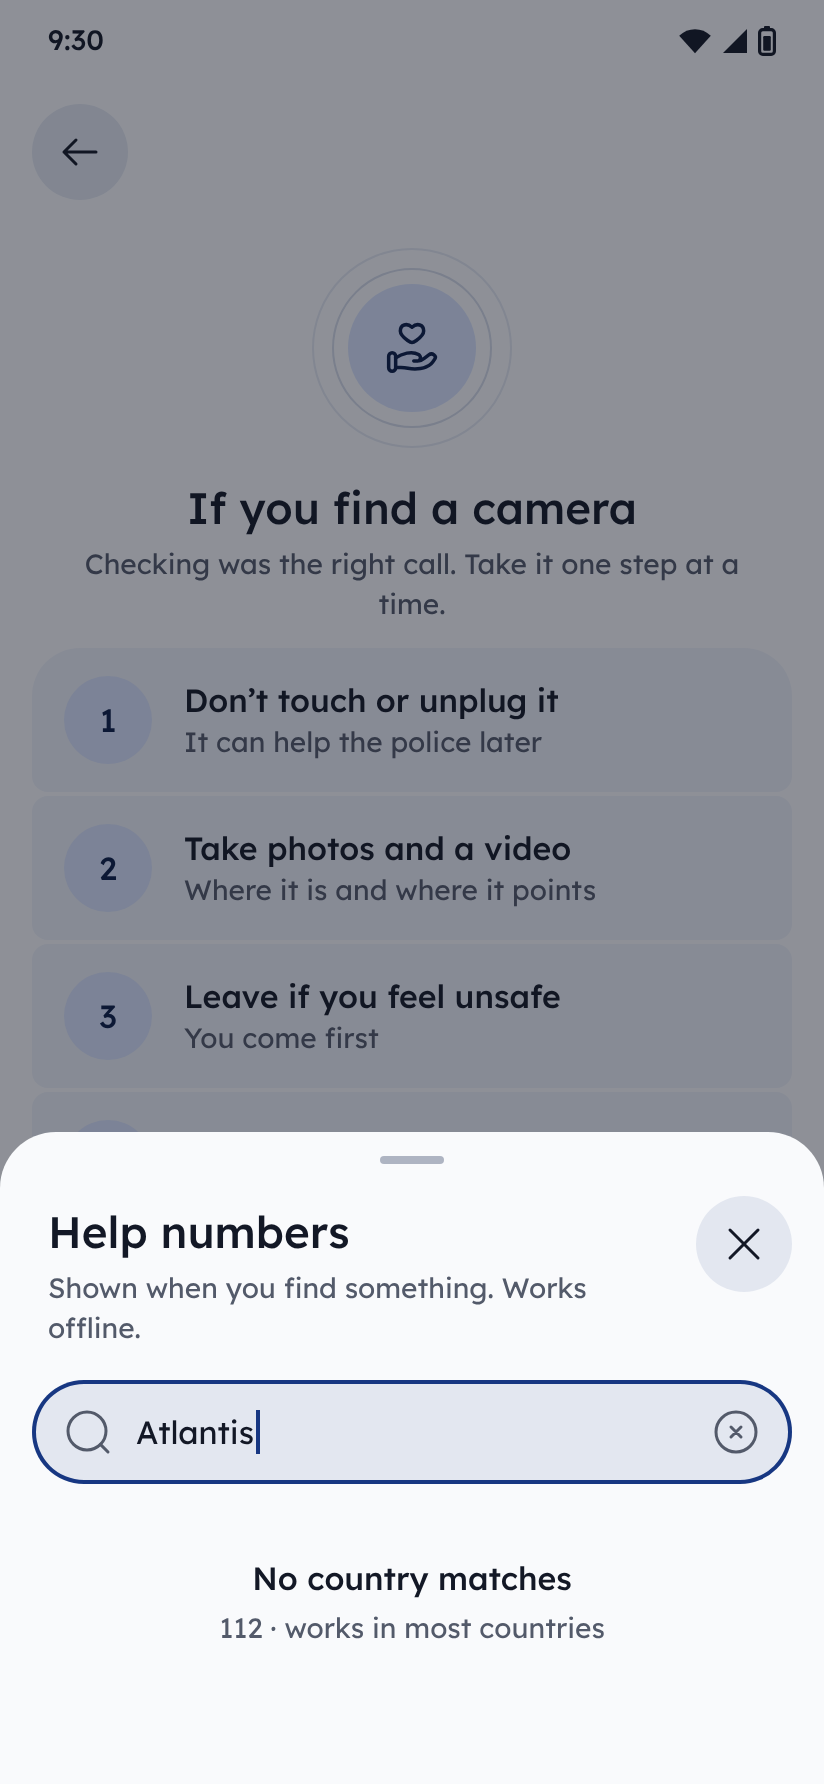 9:30
If you find a camera
Checking was the right call. Take it one step at a
time.
1
Don’t touch or unplug it
It can help the police later
2
Take photos and a video
Where it is and where it points
3
Leave if you feel unsafe
You come first
Help numbers
Shown when you find something. Works
offline.
Atlantis
No country matches
112 · works in most countries